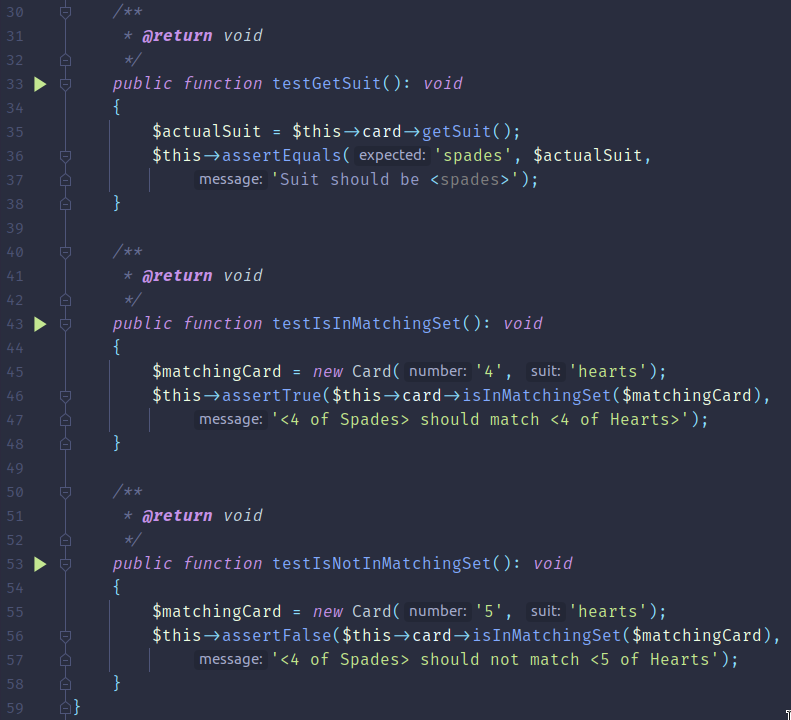 30 /**
31 * @return void
32 */
33 public function testGetSuit(): void
34 {
35 $actualSuit = $this->card->getSuit();
36 $this->assertEquals( expected: 'spades', $actualSuit,
37 message: 'Suit should be <spades>');
38 }
39
40 /**
41 * @return void
42 */
43 public function testIsInMatchingSet(): void
44 {
45 $matchingCard = new Card( number: '4', suit: 'hearts');
46 $this->assertTrue($this->card->isInMatchingSet($matchingCard),
47 message: '<4 of Spades> should match <4 of Hearts>');
48 }
49
50 /**
51 * @return void
52 */
53 public function testIsNotInMatchingSet(): void
54 {
55 $matchingCard = new Card( number: '5', suit: 'hearts');
56 $this->assertFalse($this->card->isInMatchingSet($matchingCard),
57 message: '<4 of Spades> should not match <5 of Hearts');
58 }
59 }